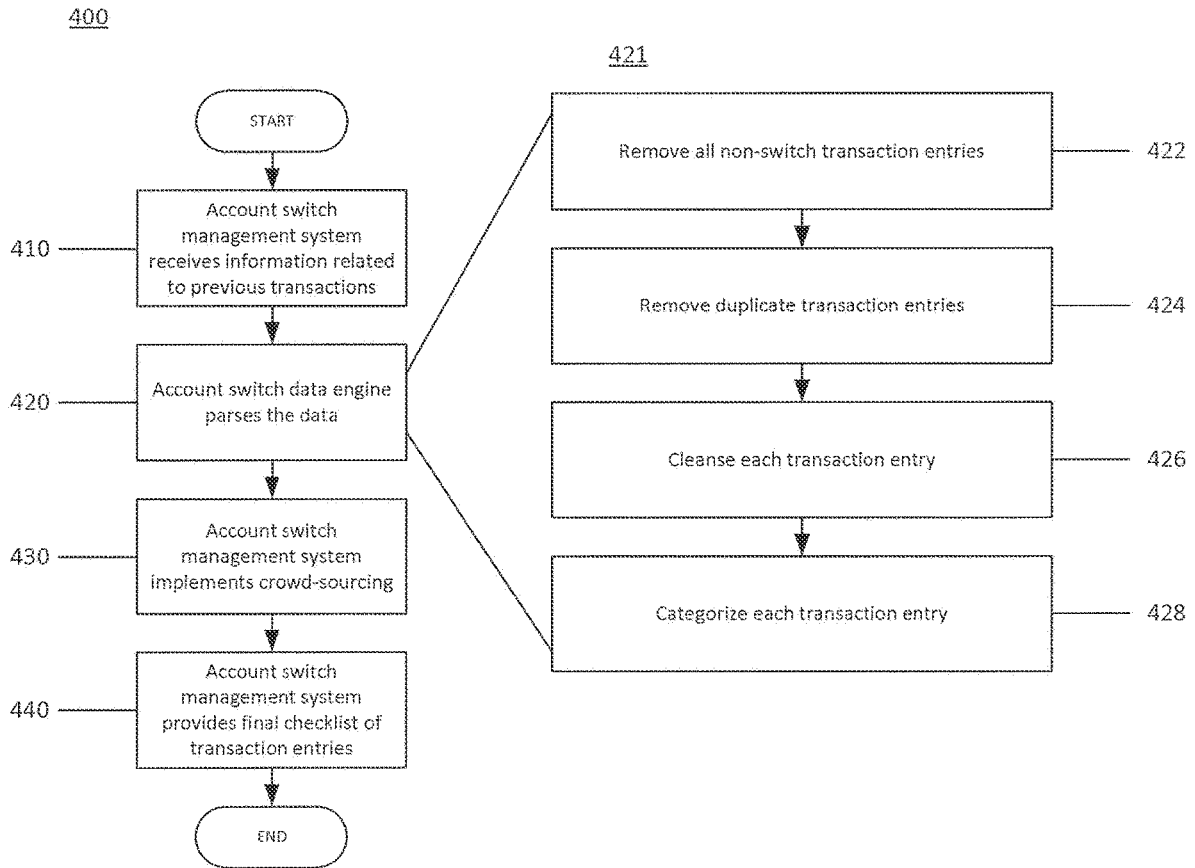 400
START
410
Account switch
management system
receives information related
to previous transactions
420
Account switch data engine
parses the data
430
Account switch
management system
implements crowd-sourcing
440
Account switch
management system
provides final checklist of
transaction entries
END
421
Remove all non-switch transaction entries
422
Remove duplicate transaction entries
424
Cleanse each transaction entry
426
Categorize each transaction entry
428